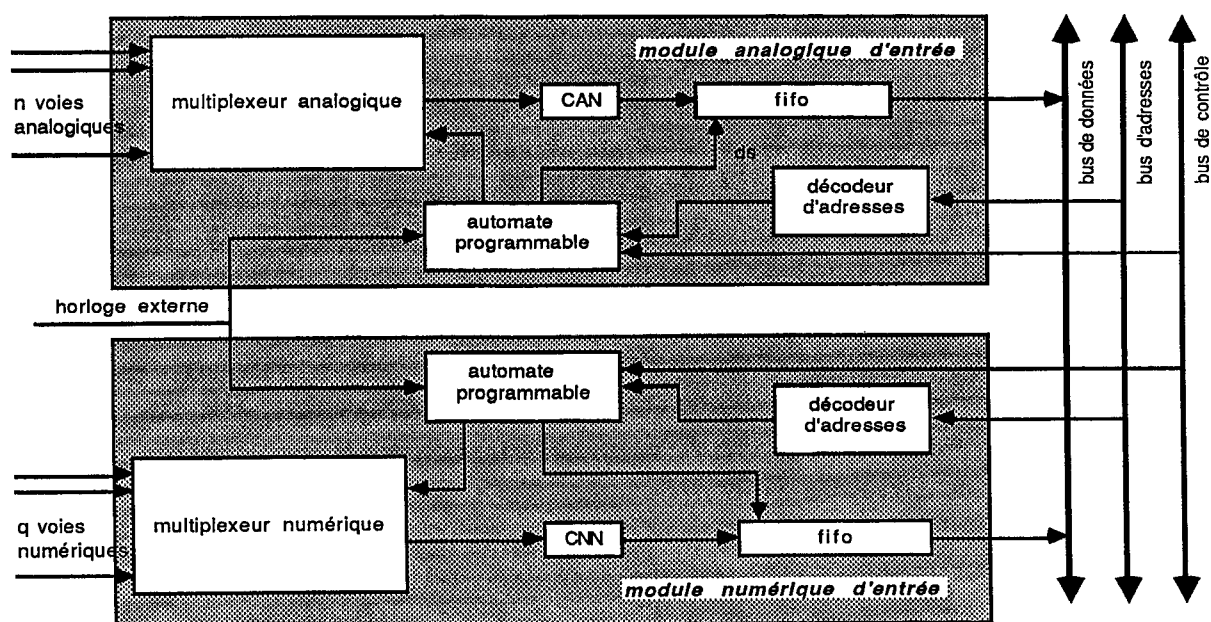 module analogique d'entrée
multiplexeur analogique
CAN
fifo
n voies
analogiques
ds
décodeur
d'adresses
automate
programmable
bus de données
bus d'adresses
bus de contrôle
horloge externe
automate
programmable
décodeur
d'adresses
multiplexeur numérique
q voies
numériques
CNN
fifo
module numérique d'entrée